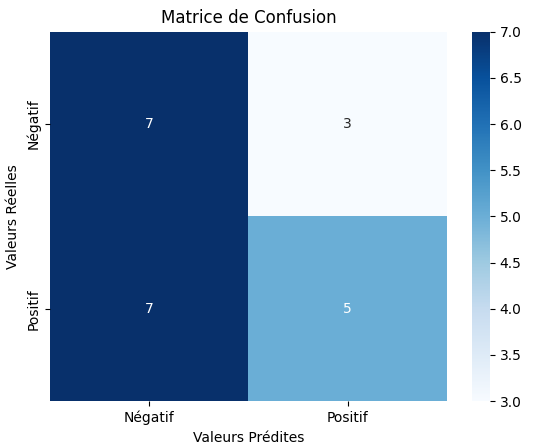 Matrice de Confusion
Valeurs Réelles
Négatif
Positif
7
3
7
5
Négatif
Positif
Valeurs Prédites
7.0
6.5
6.0
5.5
5.0
4.5
4.0
3.5
3.0